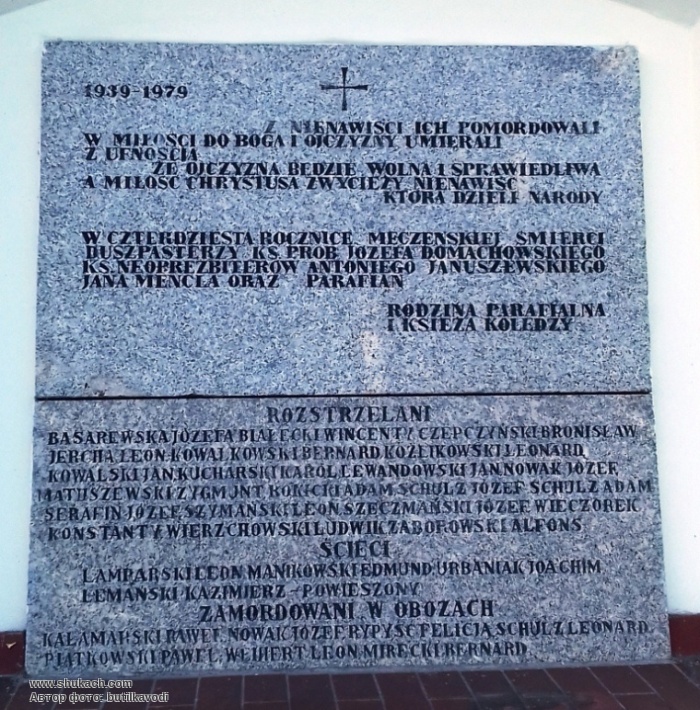 1939-1979
Z NIENAWIŚCI ICH POMORDOWALI
W MIŁOŚCI DO BOGA I OJCZYZNY UMIERALI
Z UFNOŚCIĄ
ŻE OJCZYZNA BĘDZIE WOLNA I SPRAWIEDLIWA
A MIŁOŚĆ CHRYSTUSA ZWYCIĘŻY NIENAWIŚĆ
KTÓRA DZIELI NARODY
W CZTERDZIESTĄ ROCZNICĘ MĘCZEŃSKIEJ ŚMIERCI
DUSZPASTERZY KS. PROB JÓZEFA DOMACHOWSKIEGO
KS. NEOPREZBITERÓW ANTONIEGO JANUSZEWSKIEGO
JANA MENCLA ORAZ PARAFIAN
RODZINA PARAFIALNA
I KSIĘŻA KOLEDZY
ROZSTRZELANI
BASAREWSKA JÓZEFA BIAŁECKI WINCENTY CZEPCZYŃSKI BRONISŁAW
JERCHA LEON KOWALKOWSKI BERNARD KOZLIKOWSKI LEONARD
KOWALSKI JAN KUCHARSKI KAROL LEWANDOWSKI JAN NOWAK JÓZEF
MATUSZEWSKI ZYGMUNT ROKICKI ADAM SCHULZ JÓZEF SCHULZ ADAM
SERAFIN JÓZEF SZYMAŃSKI LEON SZECZMAŃSKI JÓZEF WIECZOREK
KONSTANTY WIERZCHOWSKI LUDWIK ZABOROWSKI ALFONS
ŚCIĘCI
LAMPARSKI LEON MANIKOWSKI EDMUND URBANIAK JOACHIM
LEMAŃSKI KAZIMIERZ - POWIESZONY
ZAMORDOWANI W OBOZACH
KALAMARSKI PAWEŁ NOWAK JÓZEF RYPYŚĆ FELICJA SCHULZ LEONARD
PIĄTKOWSKI PAWEŁ WEIHERT LEON MIRECKI BERNARD
www.shukach.com
Автор фото: butilkavodi